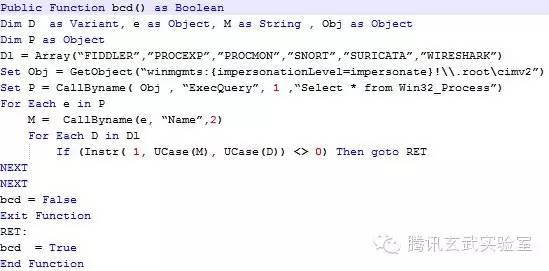 Public Function bcd() as Boolean
Dim D  as Variant, e as Object, M as String , Obj as Object
Dim P as Object
Dl = Array(“FIDDLER”,”PROCEXP”,”PROCMON”,”SNORT”,”SURICATA”,”WIRESHARK”)
Set Obj = GetObject(“winmgmts:{impersonationLevel=impersonate}!\\.root\cimv2”)
Set P = CallByname( Obj , “ExecQuery”, 1 ,“Select * from Win32_Process”)
For Each e in P
    M =  CallByname(e, “Name”,2)
    For Each D in Dl
        If (Instr( 1, UCase(M), UCase(D)) <> 0) Then goto RET
NEXT
NEXT
bcd = False
Exit Function
RET:
bcd  = True
End Function
腾讯玄武实验室